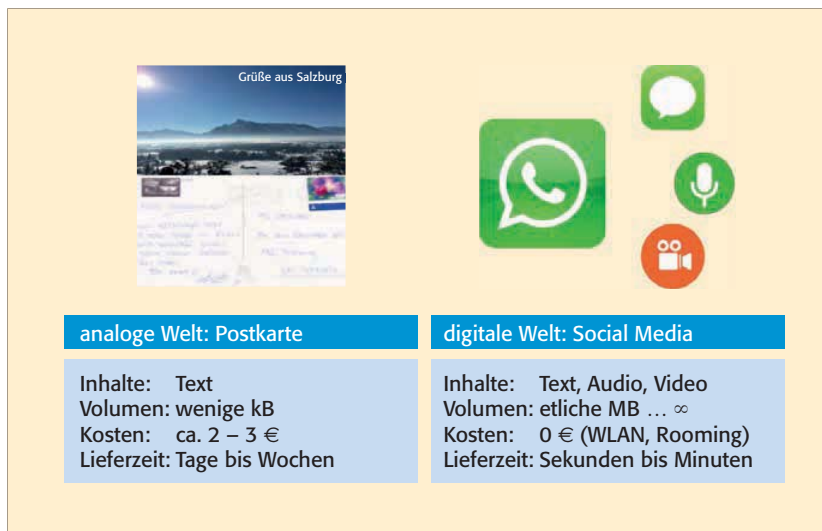 Grüße aus Salzburg
analoge Welt: Postkarte
Inhalte: Text
Volumen: wenige kB
Kosten: ca. 2 – 3 €
Lieferzeit: Tage bis Wochen
digitale Welt: Social Media
Inhalte: Text, Audio, Video
Volumen: etliche MB … ∞
Kosten: 0 € (WLAN, Rooming)
Lieferzeit: Sekunden bis Minuten